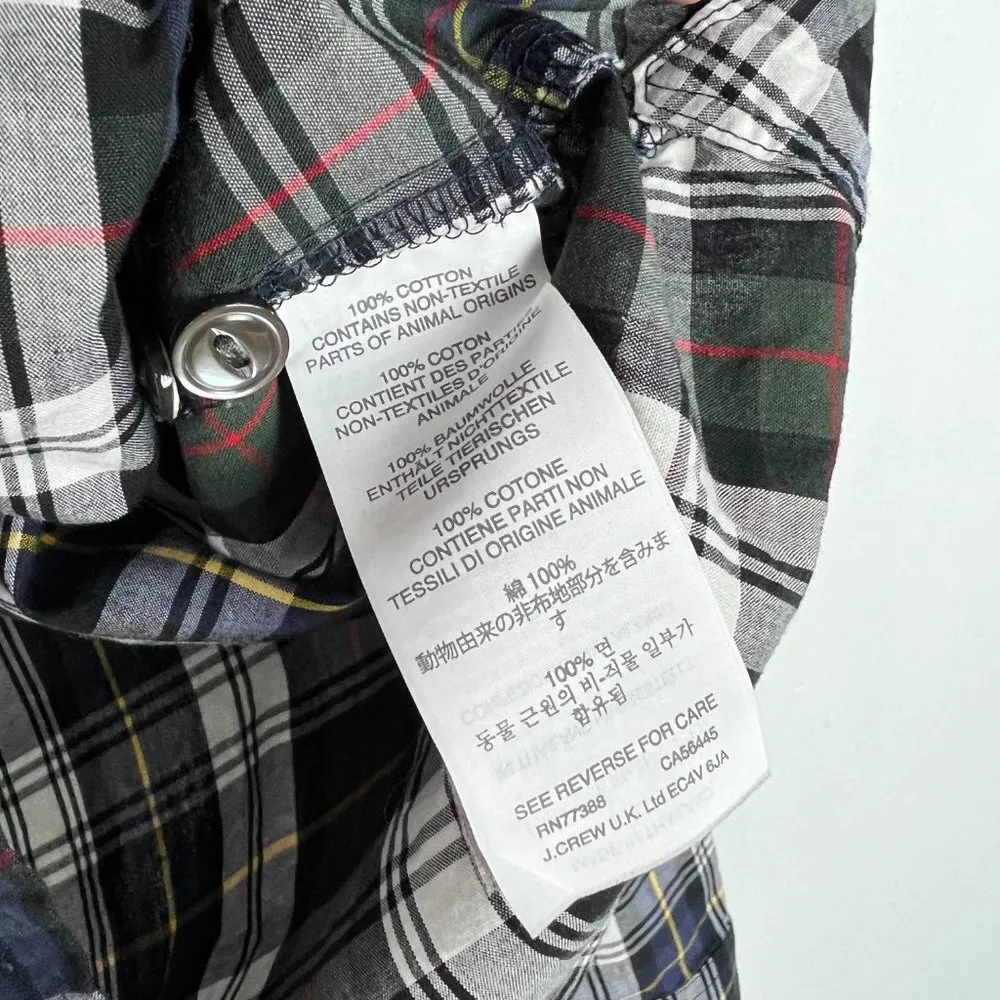 100% COTTON
CONTAINS NON-TEXTILE
PARTS OF ANIMAL ORIGINS
100% COTON
CONTIENT DES PARTIE
NON-TEXTILES D'ORIGINE
ANIMALE
100% BAUMWOLLE
ENTHÄLT NICHTTEXTILE
TEILE TIERISCHEN
URSPRUNGS
100% COTONE
CONTIENE PARTI NON
TESSILI DI ORIGINE ANIMALE
綿 100%
動物由来の非布地部分を含みま
す
100% 면
동물 근원의 비-직물 일부가
함유됨
SEE REVERSE FOR CARE
RN77388 CA56445
J.CREW U.K. Ltd EC4V 6JA